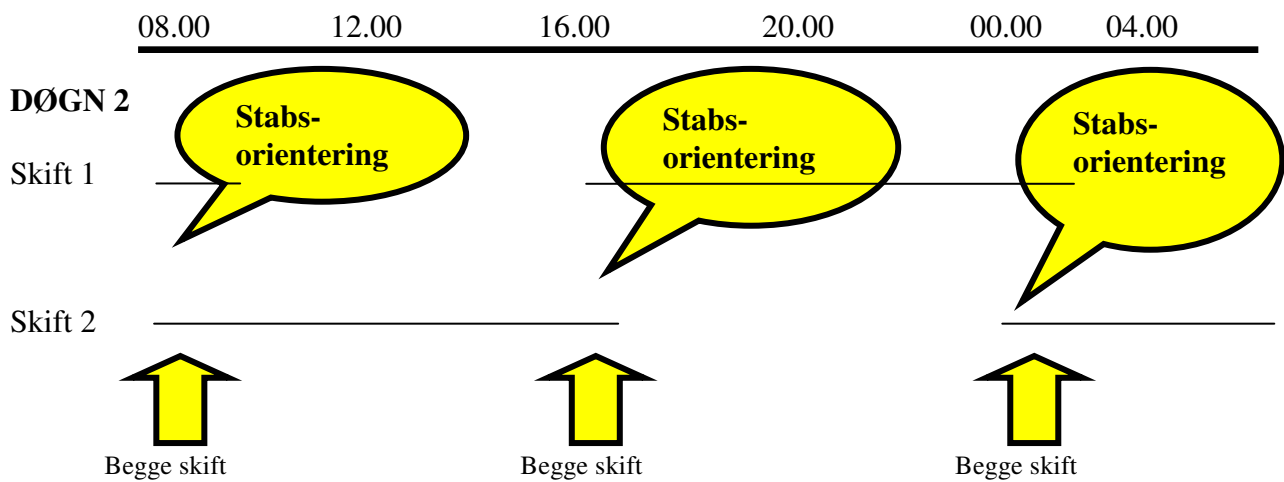 08.00 12.00 16.00 20.00 00.00 04.00
DØGN 2
Stabs-
orientering
Stabs-
orientering
Stabs-
orientering
Skift 1
Skift 2
Begge skift Begge skift Begge skift